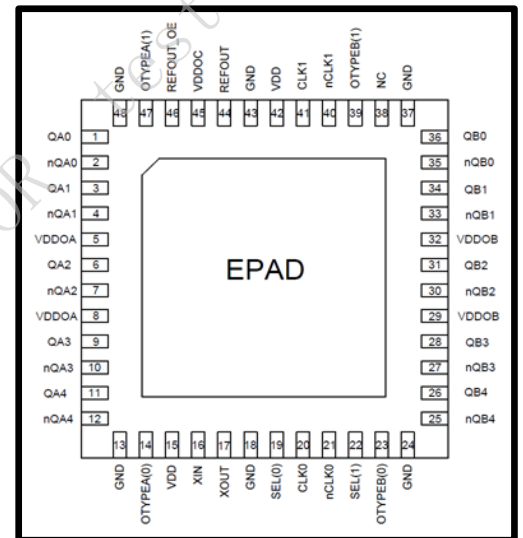 GND
OTYPEA(1)
REFOUT_OE
VDDOC
REFOUT
GND
VDD
CLK1
nCLK1
OTYPEB(1)
NC
GND
48 47 46 45 44 43 42 41 40 39 38 37
QA0 1 36 QB0
nQA0 2 35 nQB0
QA1 3 34 QB1
nQA1 4 33 nQB1
VDDOA 5 32 VDDOB
QA2 6 31 QB2
EPAD
nQA2 7 30 nQB2
VDDOA 8 29 VDDOB
QA3 9 28 QB3
nQA3 10 27 nQB3
QA4 11 26 QB4
nQA4 12 25 nQB4
13 14 15 16 17 18 19 20 21 22 23 24
GND
OTYPEA(0)
VDD
XIN
XOUT
GND
SEL(0)
CLK0
nCLK0
SEL(1)
OTYPEB(0)
GND